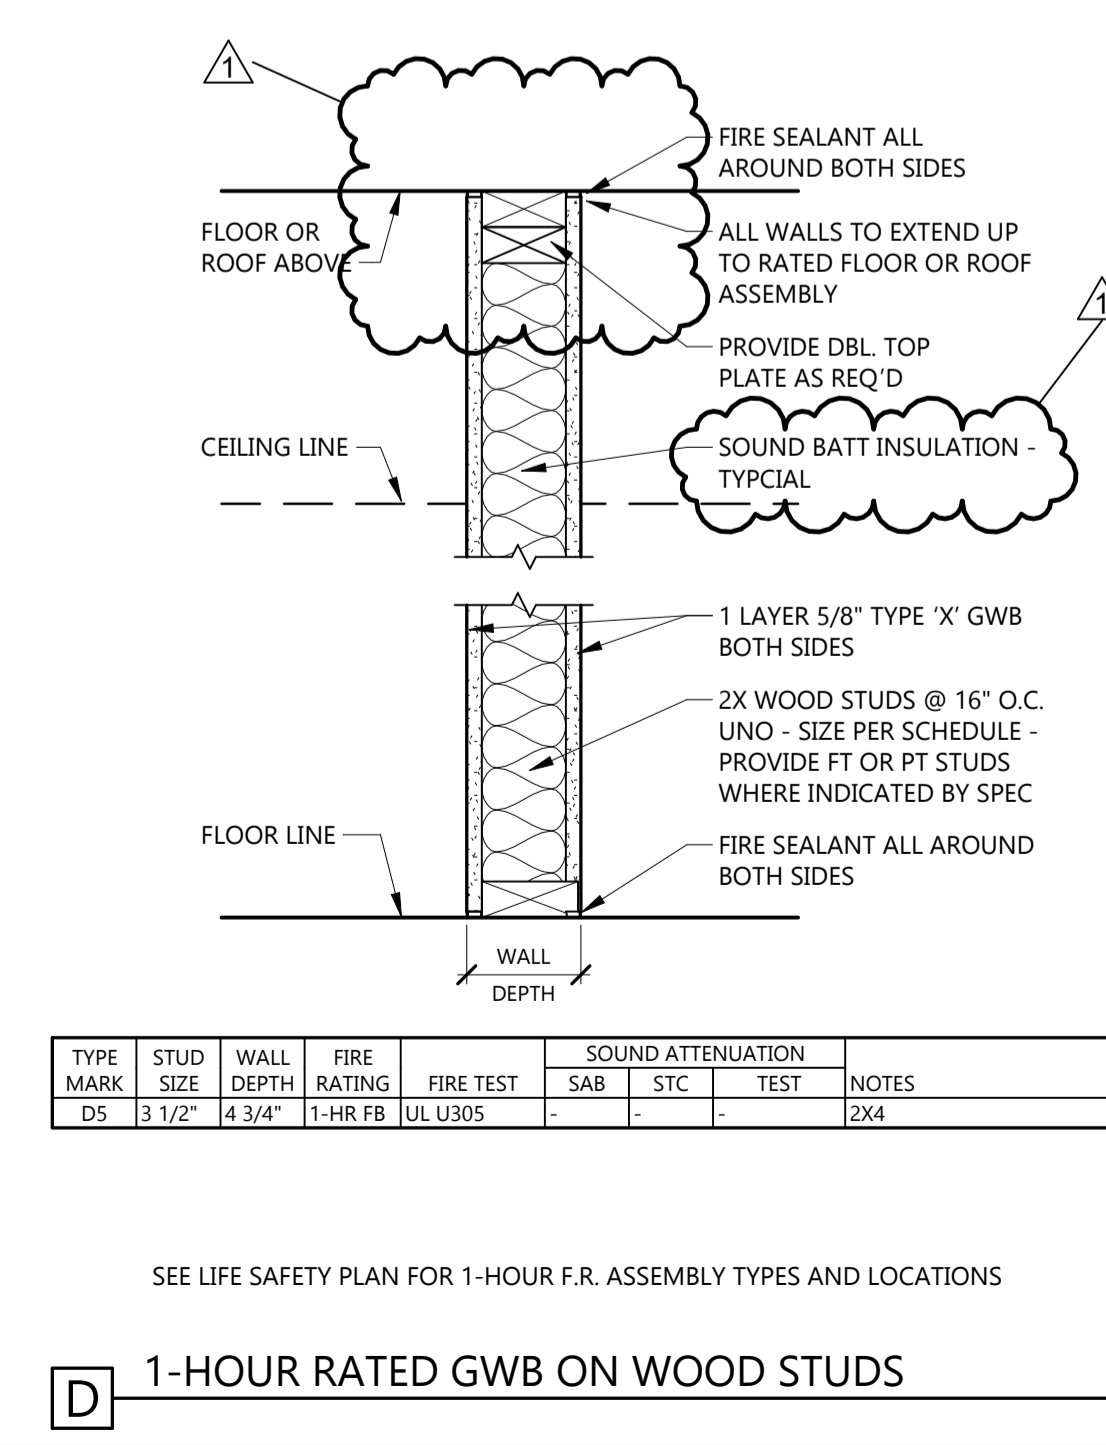 1
FIRE SEALANT ALL
AROUND BOTH SIDES
FLOOR OR
ROOF ABOVE
ALL WALLS TO EXTEND UP
TO RATED FLOOR OR ROOF
ASSEMBLY
1
PROVIDE DBL. TOP
PLATE AS REQ'D
CEILING LINE
SOUND BATT INSULATION -
TYPCIAL
1 LAYER 5/8" TYPE 'X' GWB
BOTH SIDES
2X WOOD STUDS @ 16" O.C.
UNO - SIZE PER SCHEDULE -
PROVIDE FT OR PT STUDS
WHERE INDICATED BY SPEC
FLOOR LINE
FIRE SEALANT ALL AROUND
BOTH SIDES
WALL
DEPTH
TYPE STUD WALL FIRE SOUND ATTENUATION
MARK SIZE DEPTH RATING FIRE TEST SAB STC TEST NOTES
D5 3 1/2" 4 3/4" 1-HR FB UL U305 - - - 2X4
SEE LIFE SAFETY PLAN FOR 1-HOUR F.R. ASSEMBLY TYPES AND LOCATIONS
D 1-HOUR RATED GWB ON WOOD STUDS